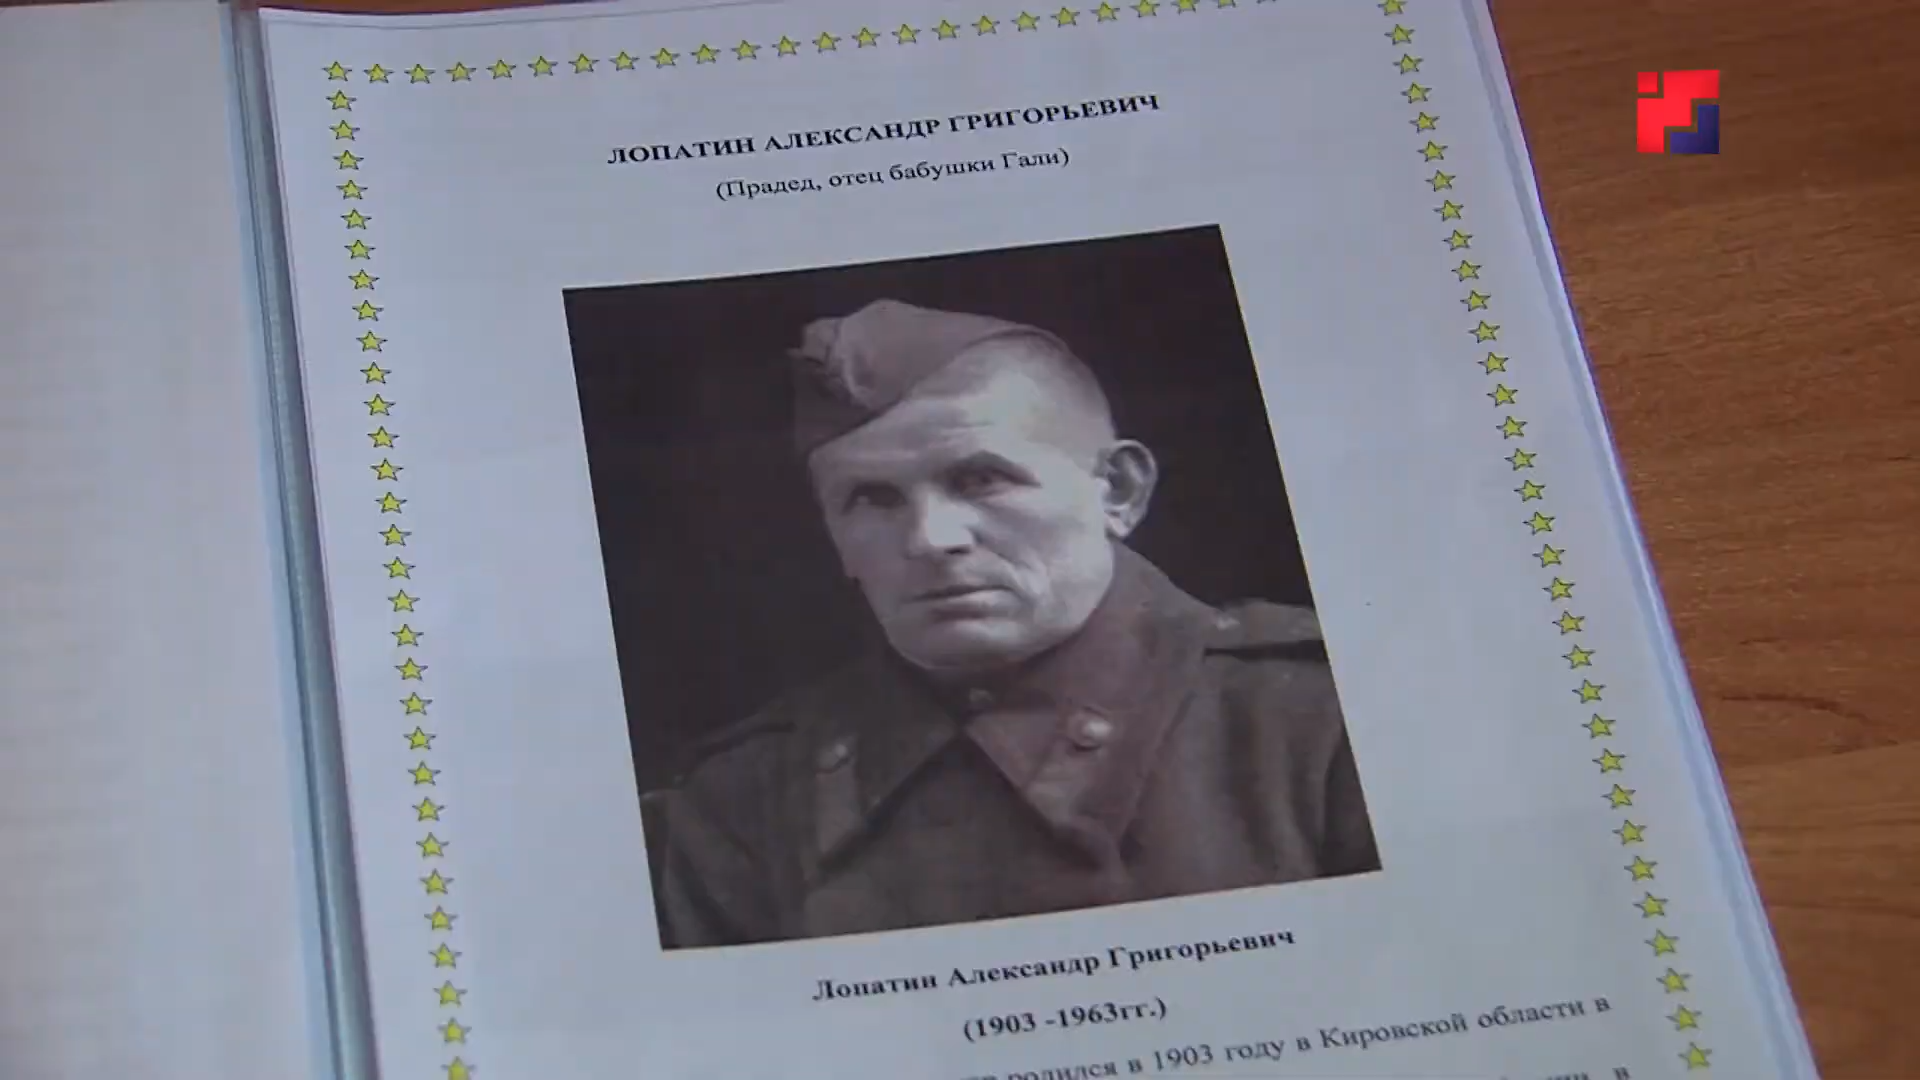 ЛОПАТИН АЛЕКСАНДР ГРИГОРЬЕВИЧ
(Прадед, отец бабушки Гали)
Лопатин Александр Григорьевич
(1903 -1963гг.)
родился в 1903 году в Кировской области в
в